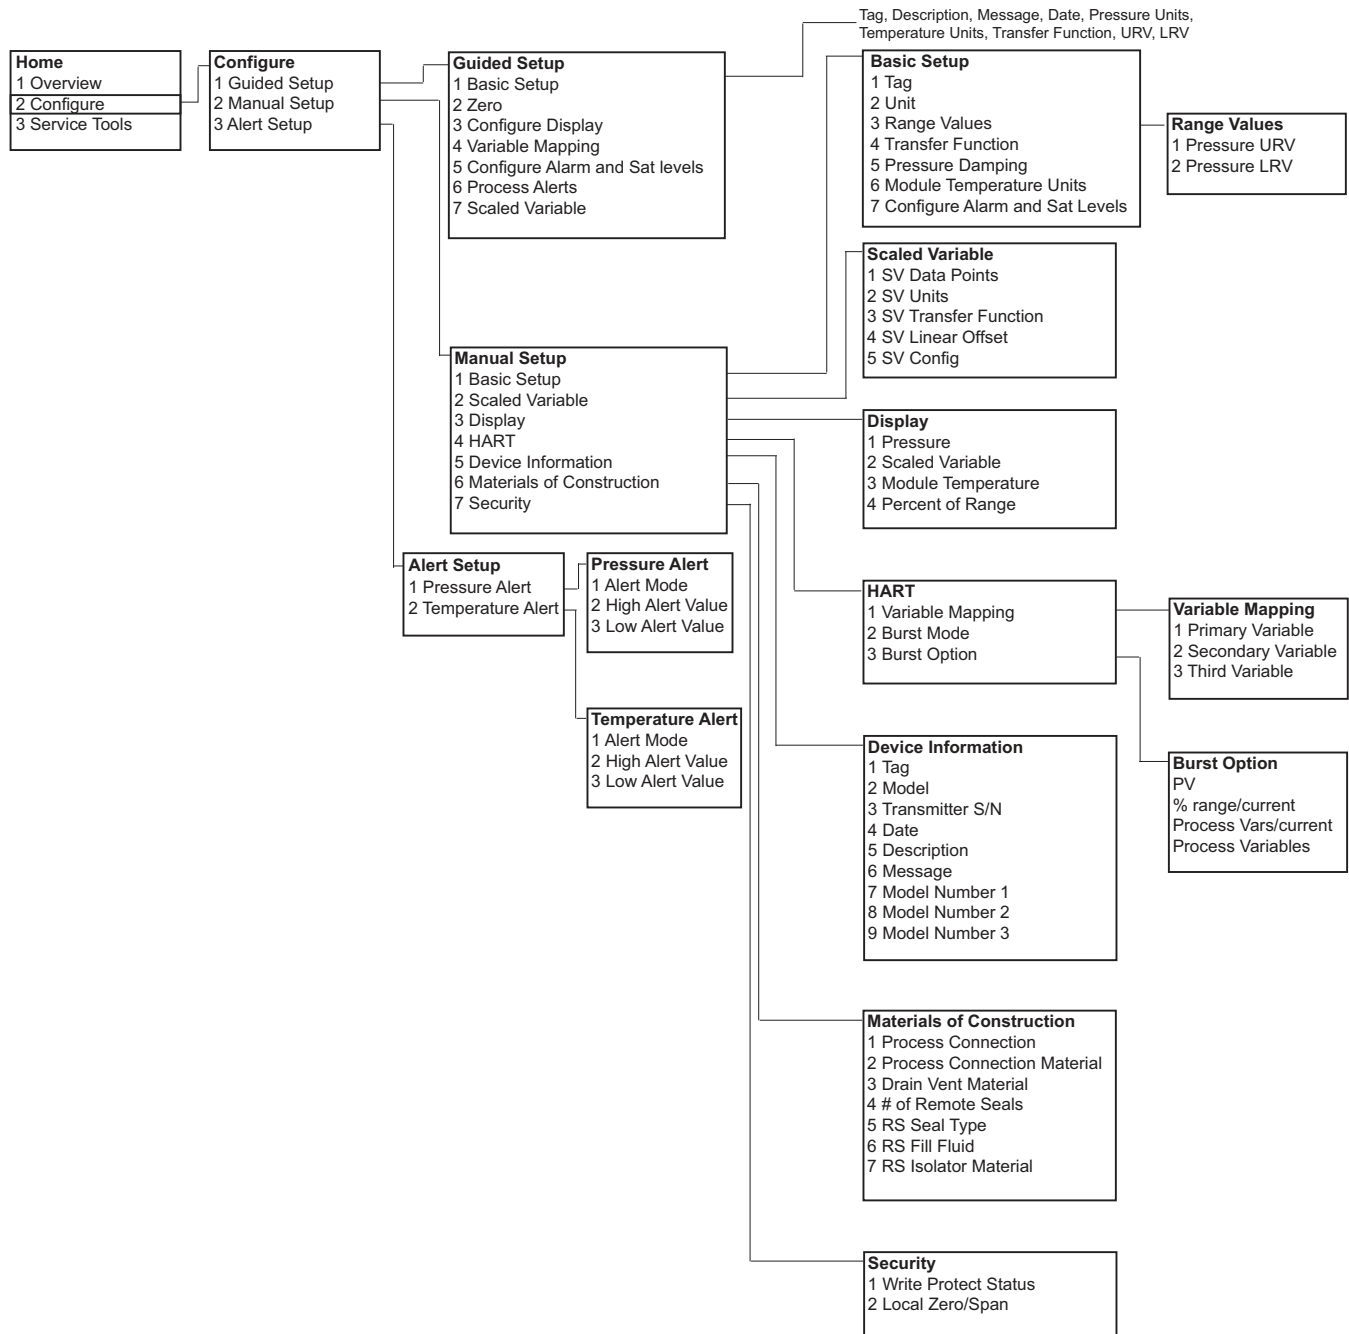 Tag, Description, Message, Date, Pressure Units,
Temperature Units, Transfer Function, URV, LRV
Home
1 Overview
2 Configure
3 Service Tools
Configure
1 Guided Setup
2 Manual Setup
3 Alert Setup
Guided Setup
1 Basic Setup
2 Zero
3 Configure Display
4 Variable Mapping
5 Configure Alarm and Sat levels
6 Process Alerts
7 Scaled Variable
Basic Setup
1 Tag
2 Unit
3 Range Values
4 Transfer Function
5 Pressure Damping
6 Module Temperature Units
7 Configure Alarm and Sat Levels
Range Values
1 Pressure URV
2 Pressure LRV
Scaled Variable
1 SV Data Points
2 SV Units
3 SV Transfer Function
4 SV Linear Offset
5 SV Config
Manual Setup
1 Basic Setup
2 Scaled Variable
3 Display
4 HART
5 Device Information
6 Materials of Construction
7 Security
Display
1 Pressure
2 Scaled Variable
3 Module Temperature
4 Percent of Range
Alert Setup
1 Pressure Alert
2 Temperature Alert
Pressure Alert
1 Alert Mode
2 High Alert Value
3 Low Alert Value
HART
1 Variable Mapping
2 Burst Mode
3 Burst Option
Variable Mapping
1 Primary Variable
2 Secondary Variable
3 Third Variable
Temperature Alert
1 Alert Mode
2 High Alert Value
3 Low Alert Value
Device Information
1 Tag
2 Model
3 Transmitter S/N
4 Date
5 Description
6 Message
7 Model Number 1
8 Model Number 2
9 Model Number 3
Burst Option
PV
% range/current
Process Vars/current
Process Variables
Materials of Construction
1 Process Connection
2 Process Connection Material
3 Drain Vent Material
4 # of Remote Seals
5 RS Seal Type
6 RS Fill Fluid
7 RS Isolator Material
Security
1 Write Protect Status
2 Local Zero/Span